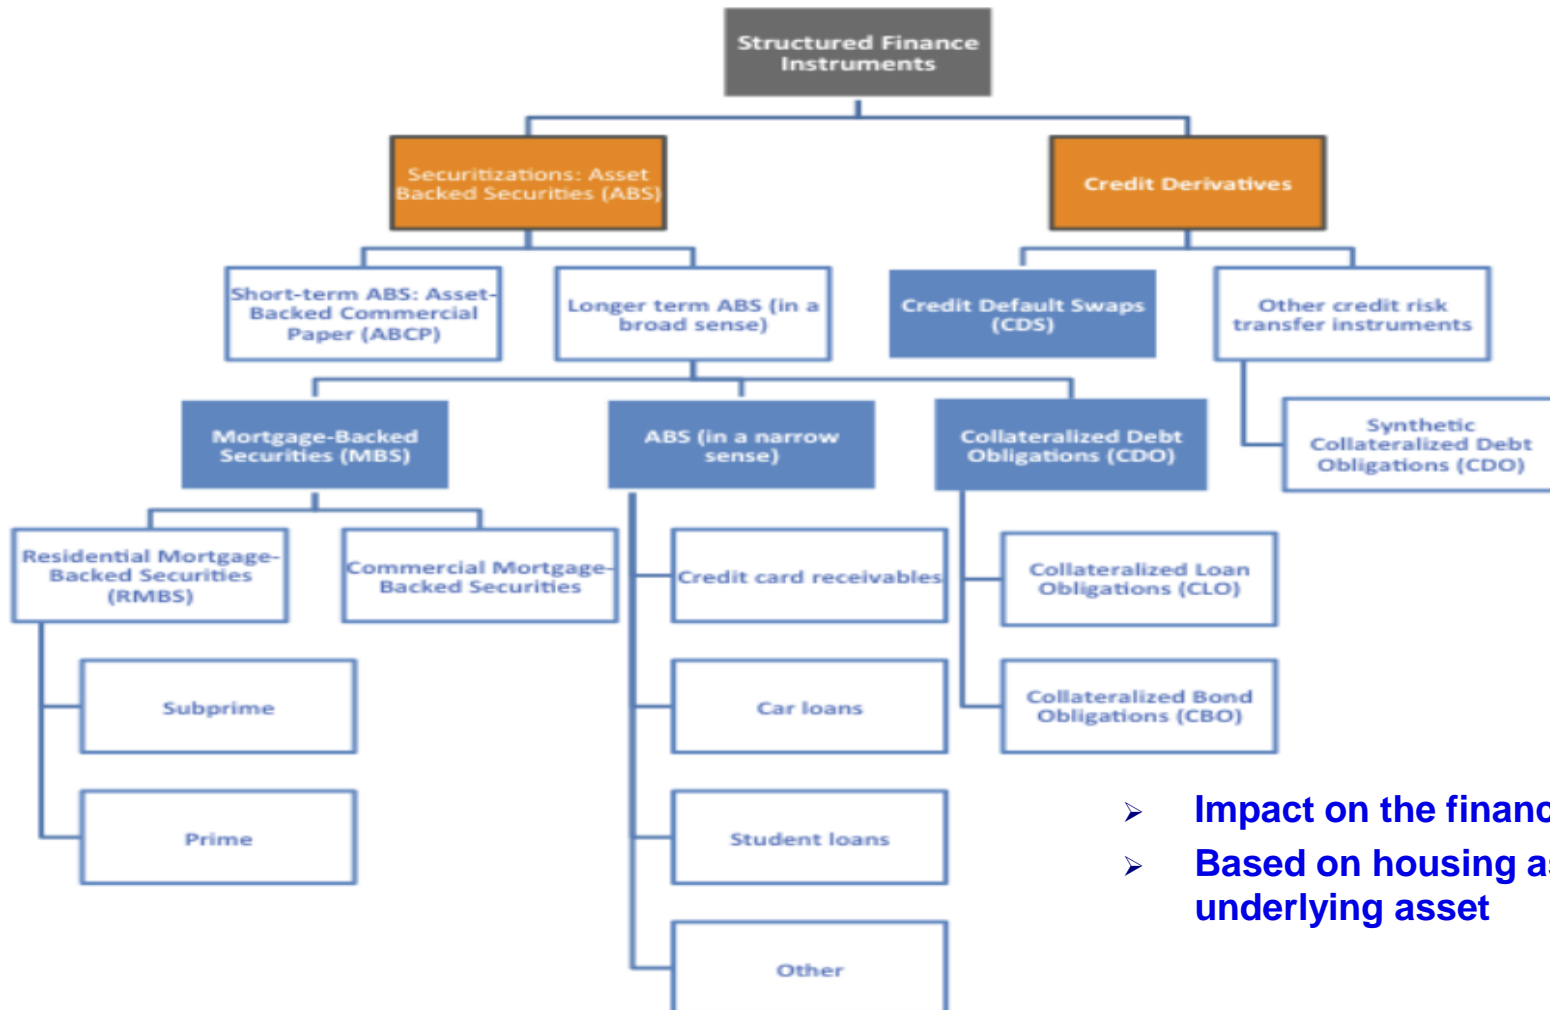 Structured Finance
Instruments
Securitizations: Asset
Backed Securities (ABS)
Credit Derivatives
Short-term ABS: Asset-
Backed Commercial
Paper (ABCP)
Longer term ABS (in a
broad sense)
Credit Default Swaps
(CDS)
Other credit risk
transfer instruments
Mortgage-Backed
Securities (MBS)
ABS (in a narrow
sense)
Collateralized Debt
Obligations (CDO)
Synthetic
Collateralized Debt
Obligations (CDO)
Residential Mortgage-
Backed Securities
(RMBS)
Commercial Mortgage-
Backed Securities
Credit card receivables
Collateralized Loan
Obligations (CLO)
Subprime
Car loans
Collateralized Bond
Obligations (CBO)
Prime
Student loans
Other
➢ Impact on the
➢ Based on housing
underlying asset